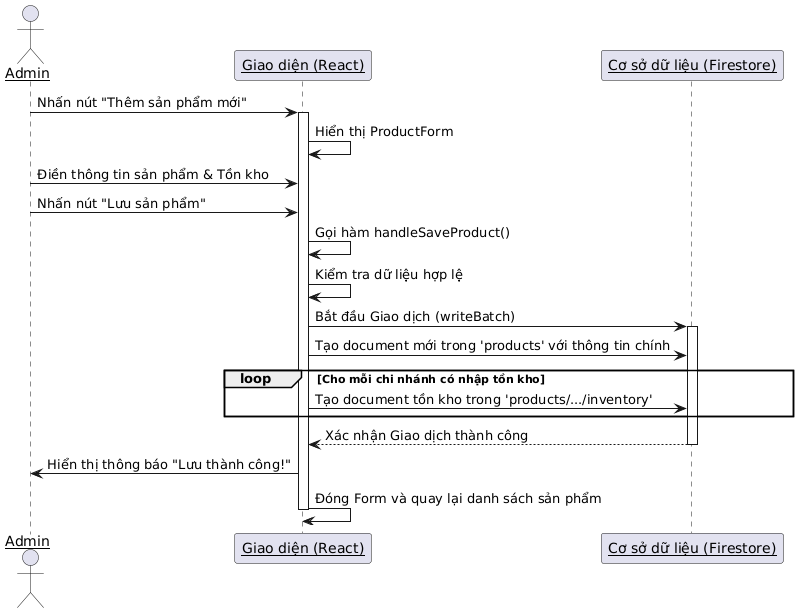 Admin
Giao diện (React)
Cơ sở dữ liệu (Firestore)
Nhấn nút "Thêm sản phẩm mới"
Hiển thị ProductForm
Điền thông tin sản phẩm & Tồn kho
Nhấn nút "Lưu sản phẩm"
Gọi hàm handleSaveProduct()
Kiểm tra dữ liệu hợp lệ
Bắt đầu Giao dịch (writeBatch)
Tạo document mới trong 'products' với thông tin chính
loop
[Cho mỗi chi nhánh có nhập tồn kho]
Tạo document tồn kho trong 'products/.../inventory'
Xác nhận Giao dịch thành công
Hiển thị thông báo "Lưu thành công!"
Đóng Form và quay lại danh sách sản phẩm
Admin
Giao diện (React)
Cơ sở dữ liệu (Firestore)